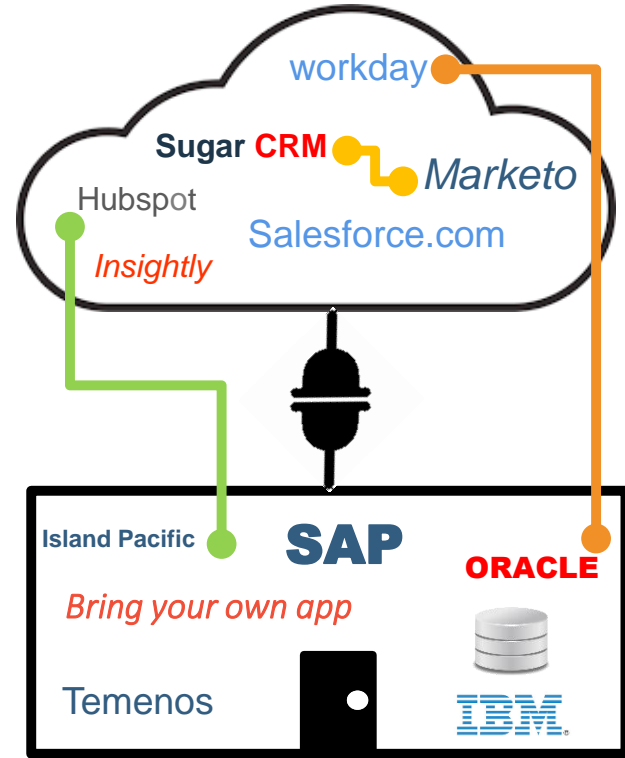 workday
Sugar CRM
Marketo
Hubspot
Salesforce.com
Insightly
Island Pacific
SAP
ORACLE
Bring your own app
Temenos
IBM®